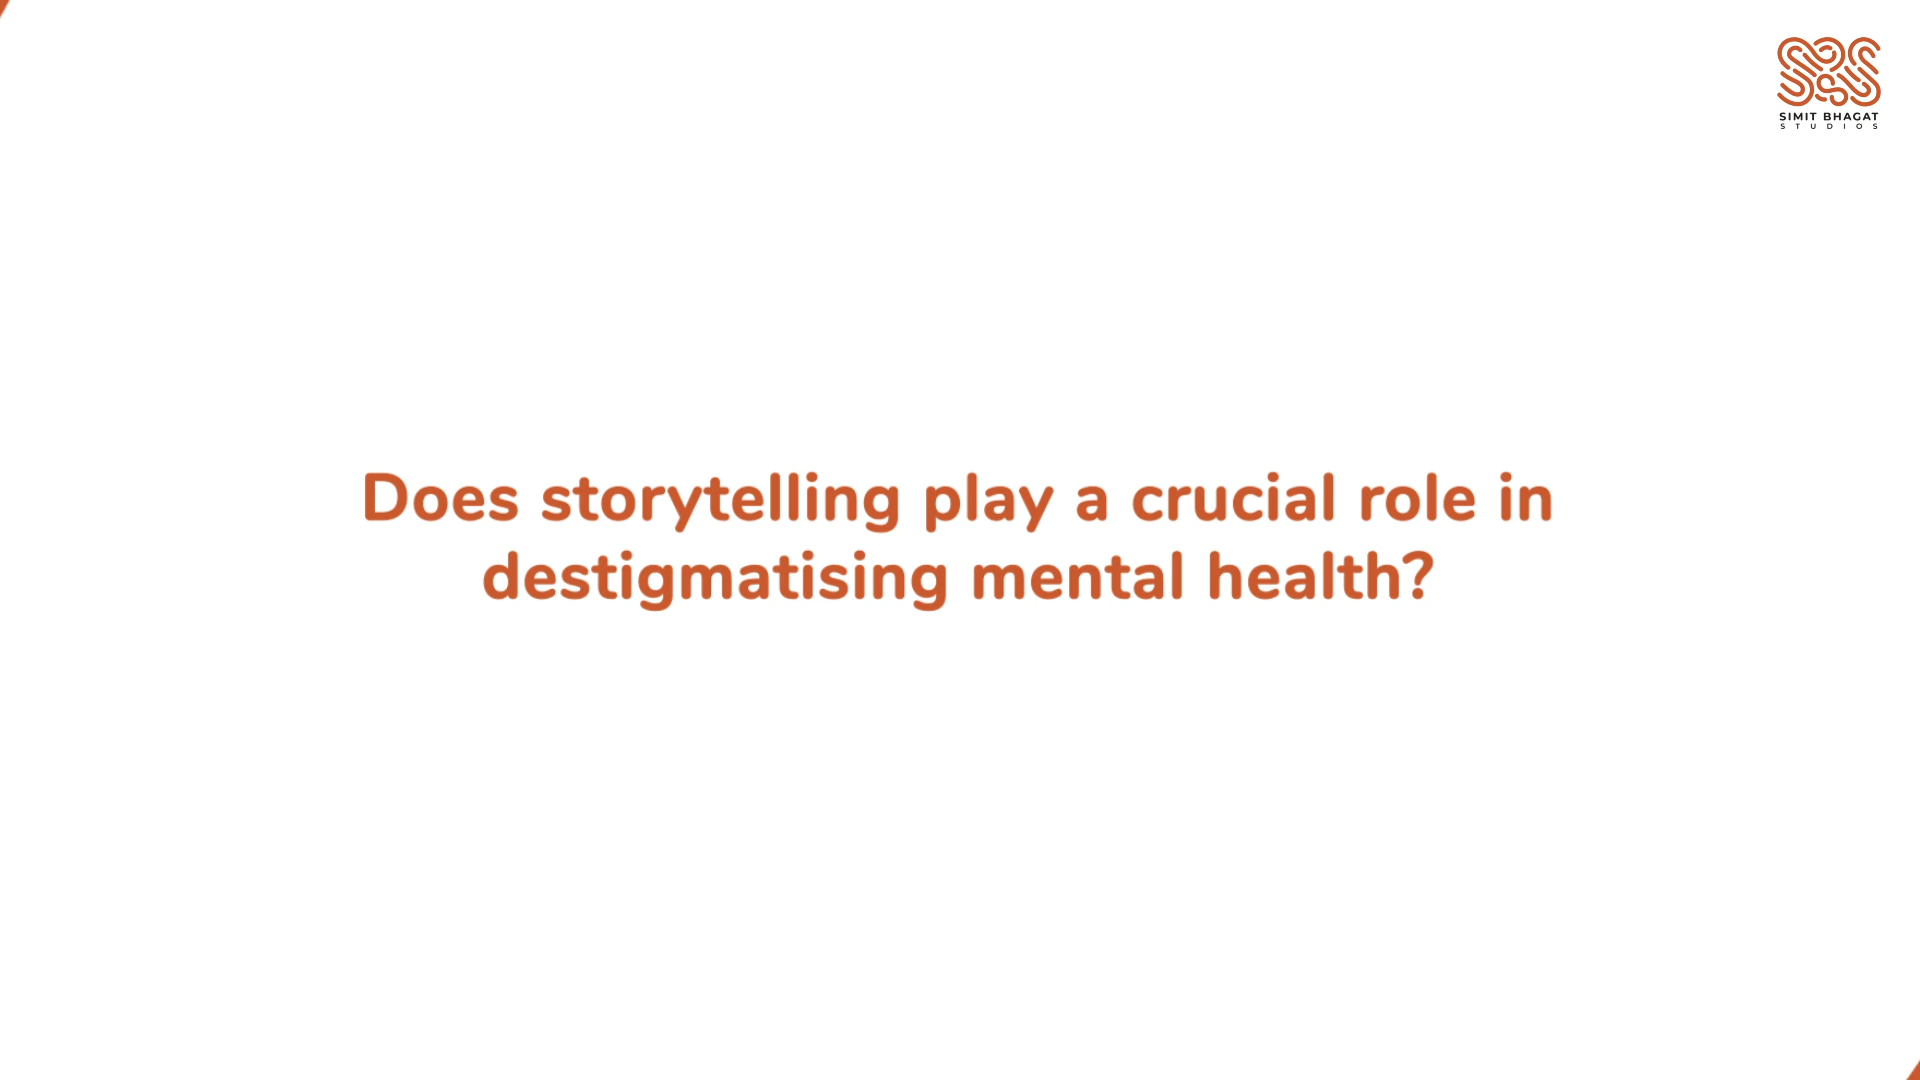 SIMIT BHAGAT
STUDIOS
Does storytelling play a crucial role in
destigmatising mental health?